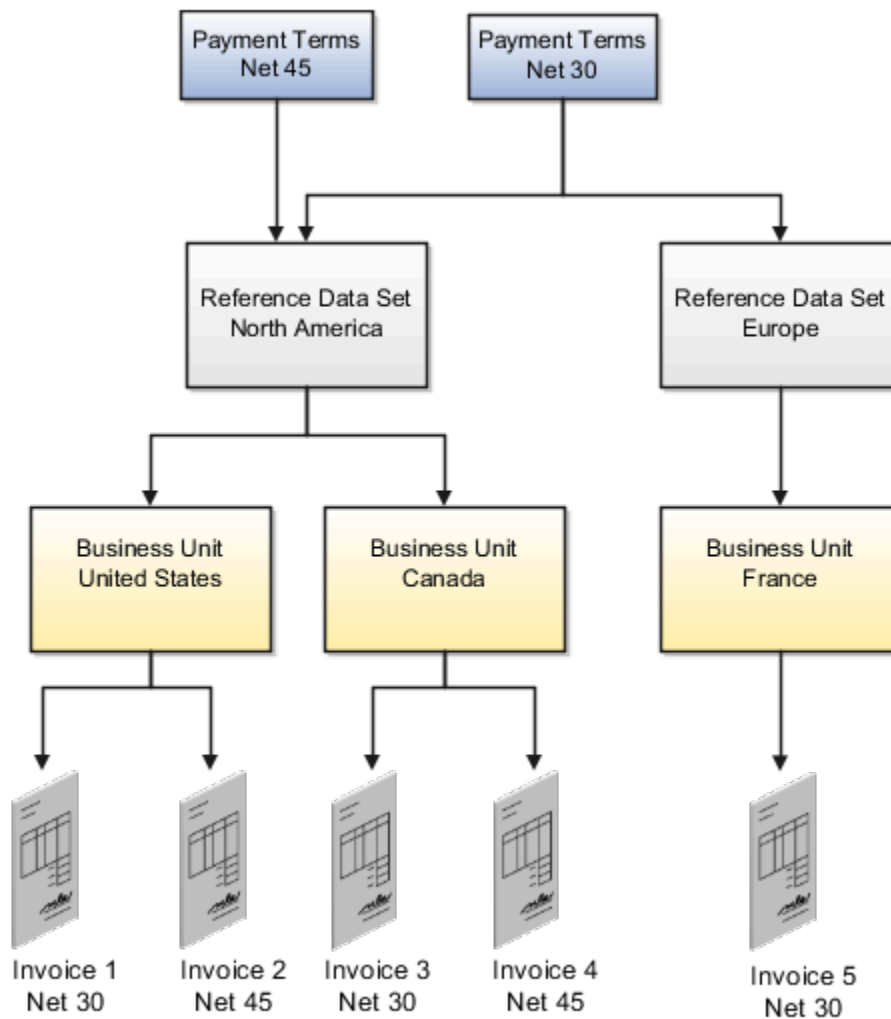 Payment Terms
Net 45
Payment Terms
Net 30
Reference Data Set
North America
Reference Data Set
Europe
Business Unit
United States
Business Unit
Canada
Business Unit
France
Invoice 1
Net 30
Invoice 2
Net 45
Invoice 3
Net 30
Invoice 4
Net 45
Invoice 5
Net 30